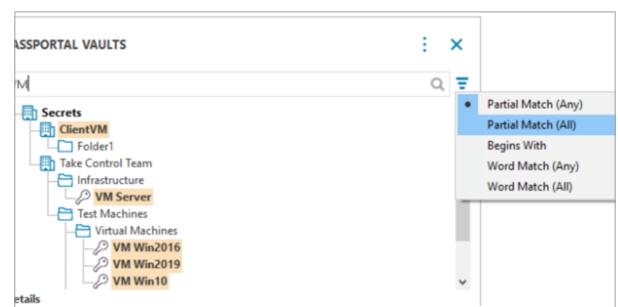 ASSPORTAL VAULTS
VM
Secrets
ClientVM
Folder1
Take Control Team
Infrastructure
VM Server
Test Machines
Virtual Machines
VM Win2016
VM Win2019
VM Win10
etails
Partial Match (Any)
Partial Match (All)
Begins With
Word Match (Any)
Word Match (All)